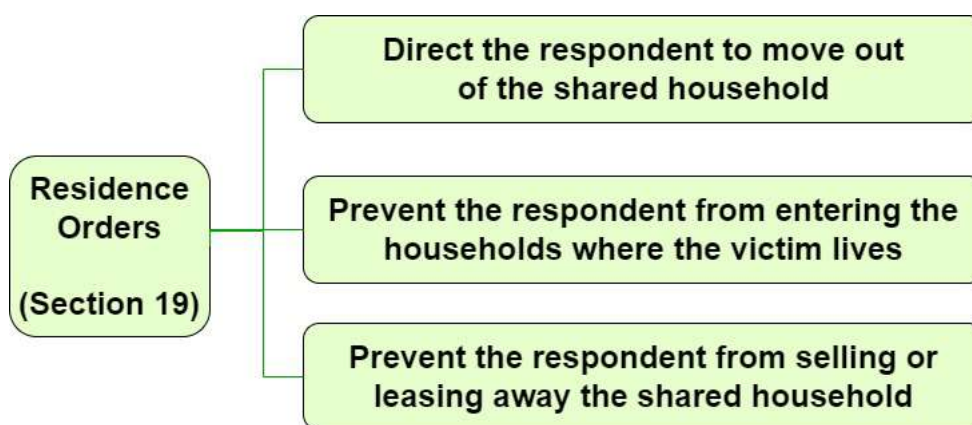 Direct the respondent to move out
of the shared household
Residence
Orders
(Section 19)
Prevent the respondent from entering the
households where the victim lives
Prevent the respondent from selling or
leasing away the shared household